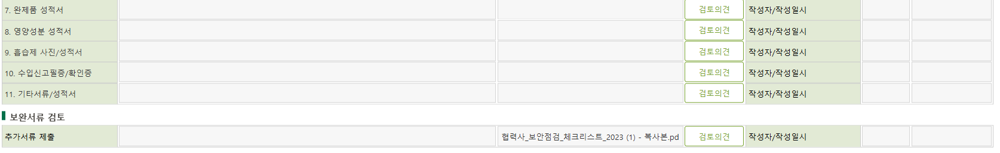 7. 완제품 성적서 검토의견 작성자/작성일시
8. 영양성분 성적서 검토의견 작성자/작성일시
9. 흡습제 사진/성적서 검토의견 작성자/작성일시
10. 수입신고필증/확인증 검토의견 작성자/작성일시
11. 기타서류/성적서 검토의견 작성자/작성일시
보완서류 검토
추가서류 제출 협력사_보안점검_체크리스트_2023 (1) - 복사본.pd 검토의견 작성자/작성일시